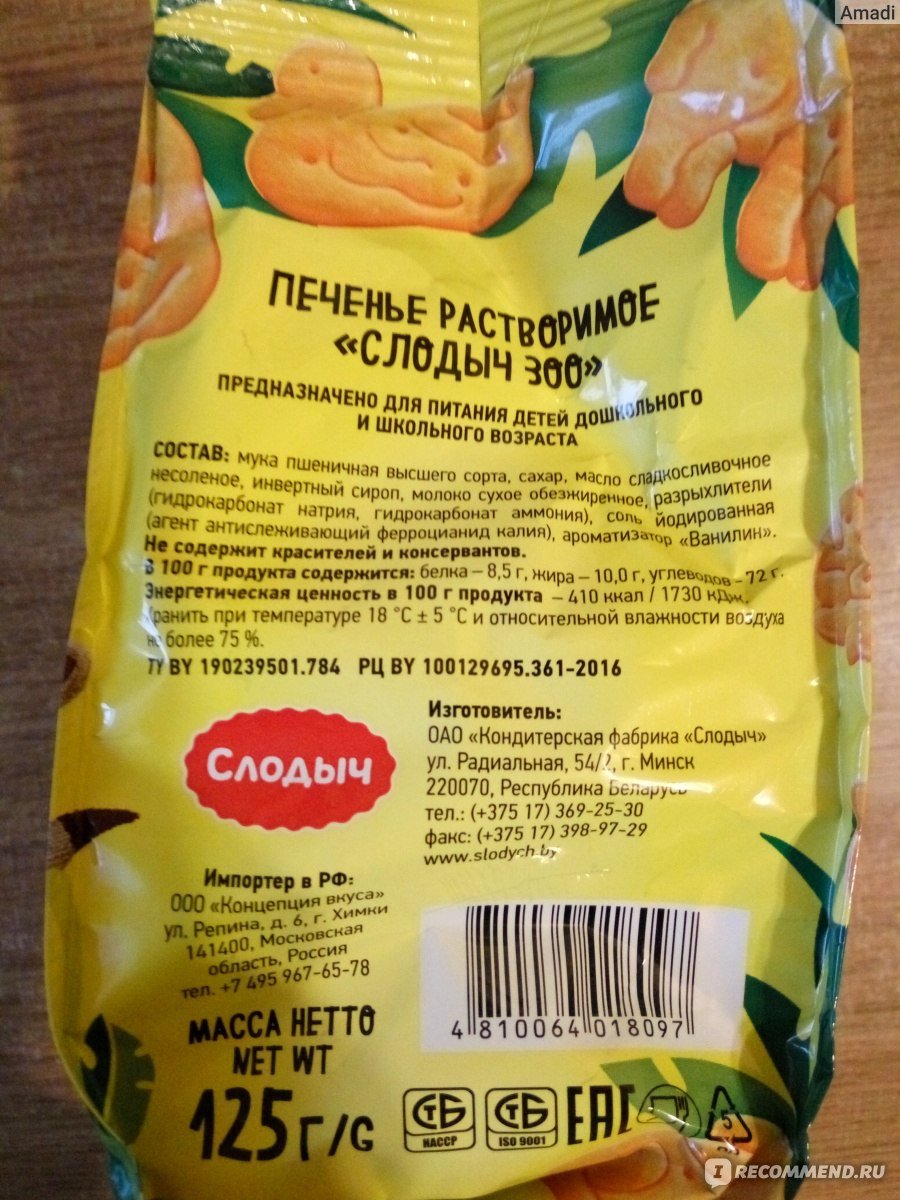 Amadi
ПЕЧЕНЬЕ РАСТВОРИМОЕ
«СЛОДЫЧ ЗОО»
ПРЕДНАЗНАЧЕНО ДЛЯ ПИТАНИЯ ДЕТЕЙ ДОШКОЛЬНОГО
И ШКОЛЬНОГО ВОЗРАСТА
СОСТАВ: мука пшеничная высшего сорта, сахар, масло сладкосливочное
несоленое, инвертный сироп, молоко сухое обезжиренное, разрыхлители
(гидрокарбонат натрия, гидрокарбонат аммония), соль йодированная
(агент антислеживающий ферроцианид калия), ароматизатор «Ванилин».
Не содержит красителей и консервантов.
В 100 г продукта содержится: белка – 8,5 г, жира – 10,0 г, углеводов – 72 г.
Энергетическая ценность в 100 г продукта – 410 ккал / 1730 кДж.
Хранить при температуре 18 °С ± 5 °С и относительной влажности воздуха
не более 75 %.
ТУ BY 190239501.784 РЦ BY 100129695.361-2016
Слодыч
Изготовитель:
ОАО «Кондитерская фабрика «Слодыч»
ул. Радиальная, 54/2, г. Минск
220070, Республика Беларусь
тел.: (+375 17) 369-25-30
факс: (+375 17) 398-97-29
www.slodych.by
Импортер в РФ:
ООО «Концепция вкуса»
ул. Репина, д. 6, г. Химки
141400, Московская
область, Россия
тел. +7 495 967-65-78
4 810064 018097
МАССА НЕТТО
NET WT
125 Г/G
СТБ
НАССР
СТБ
ISO 9001
ЕАС
5
IRECOMMEND.RU